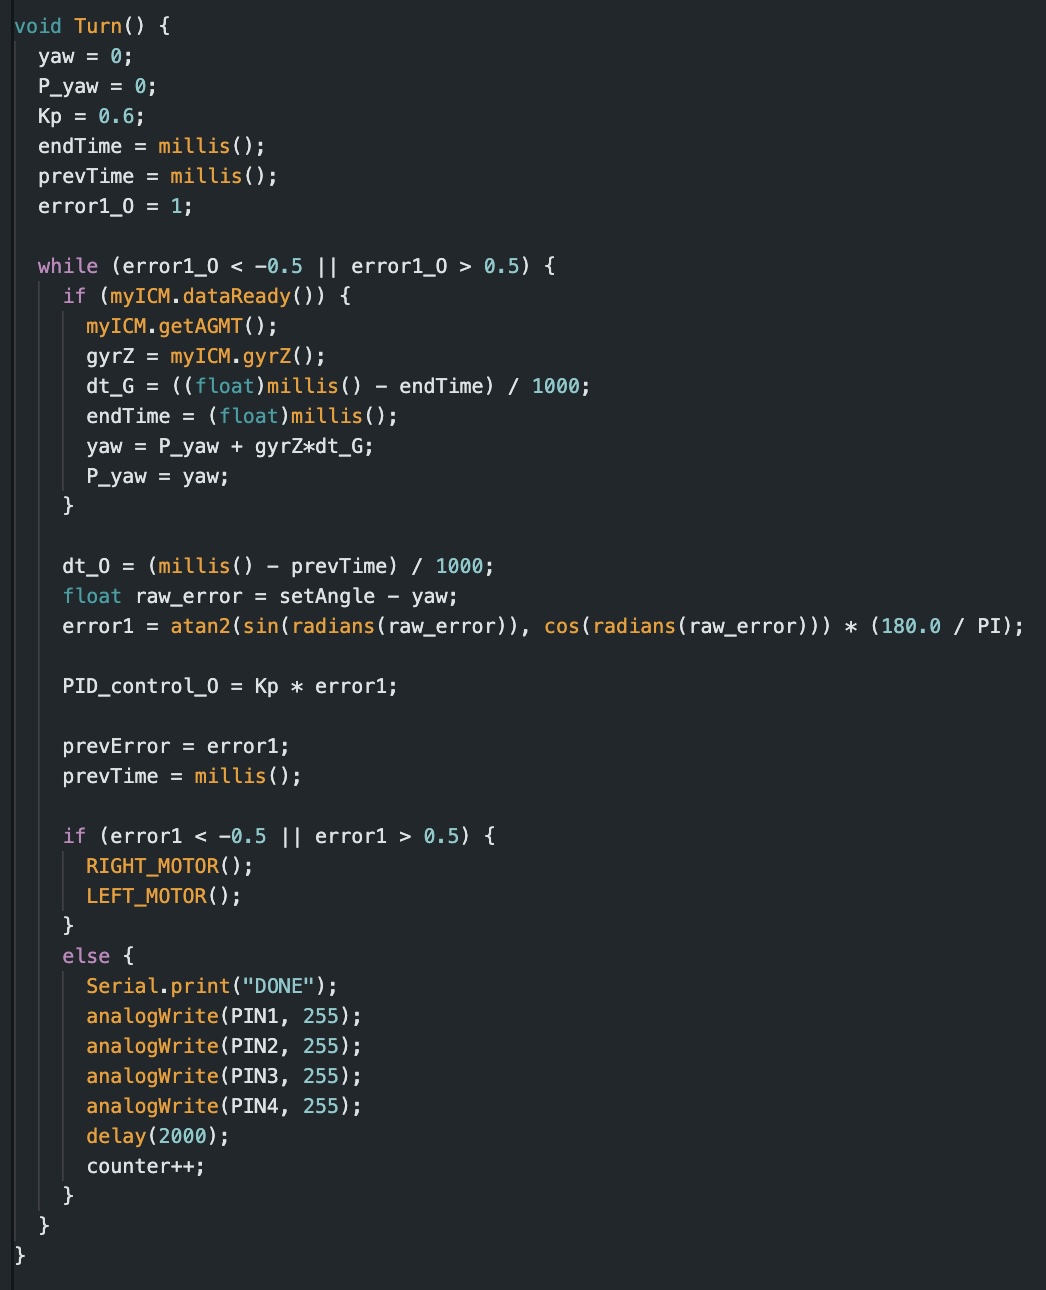 void Turn() {
  yaw = 0;
  P_yaw = 0;
  Kp = 0.6;
  endTime = millis();
  prevTime = millis();
  error1_O = 1;

  while (error1_O < -0.5 || error1_O > 0.5) {
    if (myICM.dataReady()) {
      myICM.getAGMT();
      gyrZ = myICM.gyrZ();
      dt_G = ((float)millis() - endTime) / 1000;
      endTime = (float)millis();
      yaw = P_yaw + gyrZ*dt_G;
      P_yaw = yaw;
    }

    dt_O = (millis() - prevTime) / 1000;
    float raw_error = setAngle - yaw;
    error1 = atan2(sin(radians(raw_error)), cos(radians(raw_error))) * (180.0 / PI);

    PID_control_O = Kp * error1;

    prevError = error1;
    prevTime = millis();

    if (error1 < -0.5 || error1 > 0.5) {
      RIGHT_MOTOR();
      LEFT_MOTOR();
    }
    else {
      Serial.print("DONE");
      analogWrite(PIN1, 255);
      analogWrite(PIN2, 255);
      analogWrite(PIN3, 255);
      analogWrite(PIN4, 255);
      delay(2000);
      counter++;
    }
  }
}